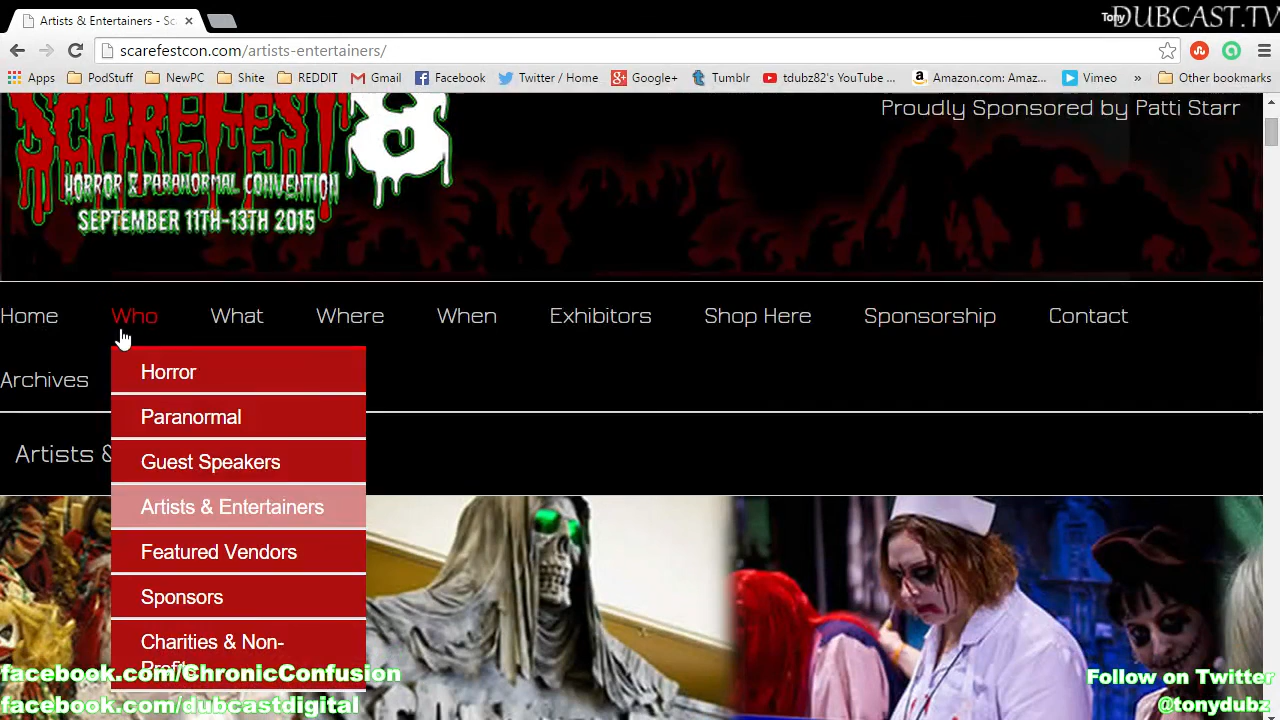 Artists & Entertainers - Sc
Tony
DUBCAST.TV
scarefestcon.com/artists-entertainers/
Apps PodStuff NewPC Shite REDDIT Gmail Facebook Twitter / Home Google+ Tumblr tdubz82's YouTube ... Amazon.com: Amaz... Vimeo » Other bookmarks
SCAREFEST 8
Proudly Sponsored by Patti Starr
HORROR & PARANORMAL CONVENTION
SEPTEMBER 11TH-13TH 2015
Home Who What Where When Exhibitors Shop Here Sponsorship Contact
Archives
Horror
Paranormal
Guest Speakers
Artists &
Artists & Entertainers
Featured Vendors
Sponsors
Charities & Non-
Profits
facebook.com/ChronicConfusion
facebook.com/dubcastdigital
Follow on Twitter
@tonydubz